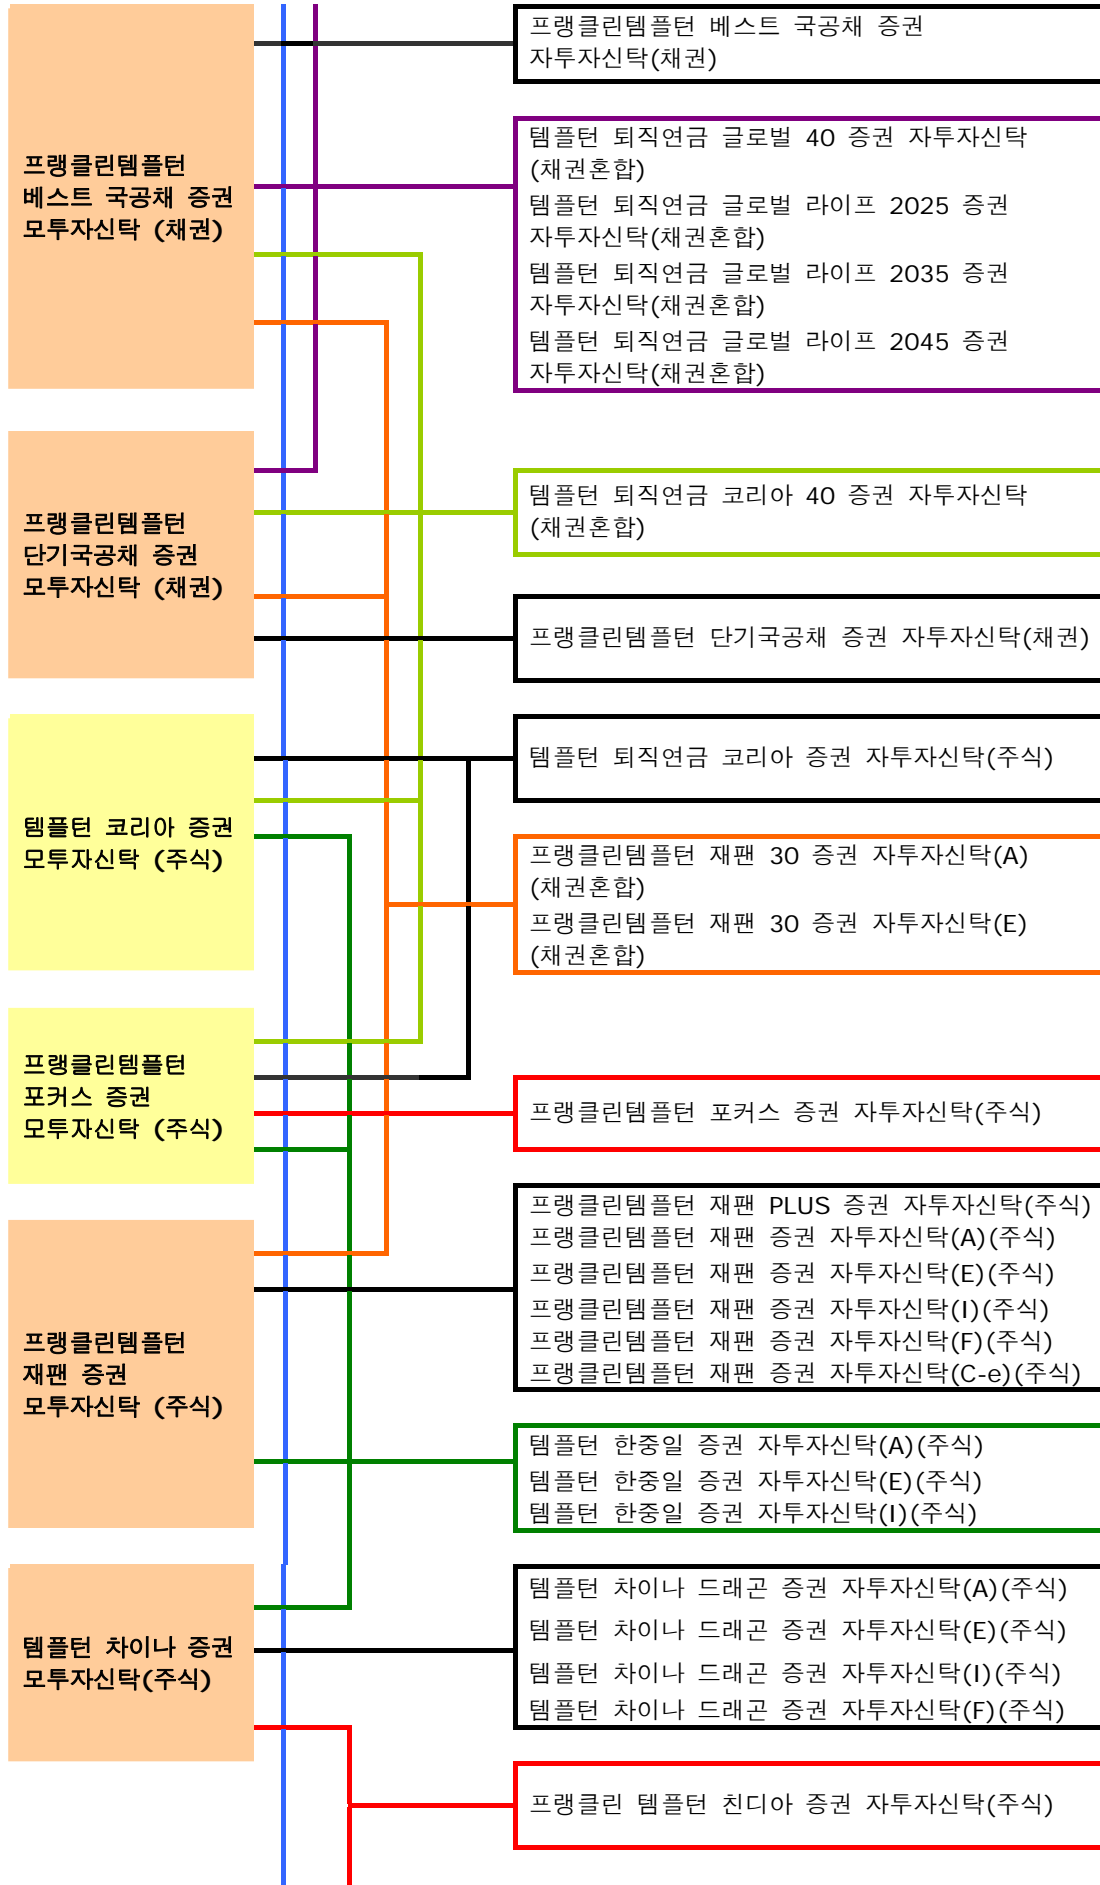 프랭클린템플턴
베스트 국공채 증권
모투자신탁 (채권)
프랭클린템플턴 베스트 국공채 증권
자투자신탁(채권)
템플턴 퇴직연금 글로벌 40 증권 자투자신탁
(채권혼합)
템플턴 퇴직연금 글로벌 라이프 2025 증권
자투자신탁(채권혼합)
템플턴 퇴직연금 글로벌 라이프 2035 증권
자투자신탁(채권혼합)
템플턴 퇴직연금 글로벌 라이프 2045 증권
자투자신탁(채권혼합)
프랭클린템플턴
단기국공채 증권
모투자신탁 (채권)
템플턴 퇴직연금 코리아 40 증권 자투자신탁
(채권혼합)
프랭클린템플턴 단기국공채 증권 자투자신탁(채권)
템플턴 코리아 증권
모투자신탁 (주식)
템플턴 퇴직연금 코리아 증권 자투자신탁(주식)
프랭클린템플턴 재팬 30 증권 자투자신탁(A)
(채권혼합)
프랭클린템플턴 재팬 30 증권 자투자신탁(E)
(채권혼합)
프랭클린템플턴
포커스 증권
모투자신탁 (주식)
프랭클린템플턴 포커스 증권 자투자신탁(주식)
프랭클린템플턴
재팬 증권
모투자신탁 (주식)
프랭클린템플턴 재팬 PLUS 증권 자투자신탁(주식)
프랭클린템플턴 재팬 증권 자투자신탁(A)(주식)
프랭클린템플턴 재팬 증권 자투자신탁(E)(주식)
프랭클린템플턴 재팬 증권 자투자신탁(I)(주식)
프랭클린템플턴 재팬 증권 자투자신탁(F)(주식)
프랭클린템플턴 재팬 증권 자투자신탁(C-e)(주식)
템플턴 한중일 증권 자투자신탁(A)(주식)
템플턴 한중일 증권 자투자신탁(E)(주식)
템플턴 한중일 증권 자투자신탁(I)(주식)
템플턴 차이나 증권
모투자신탁(주식)
템플턴 차이나 드래곤 증권 자투자신탁(A)(주식)
템플턴 차이나 드래곤 증권 자투자신탁(E)(주식)
템플턴 차이나 드래곤 증권 자투자신탁(I)(주식)
템플턴 차이나 드래곤 증권 자투자신탁(F)(주식)
프랭클린 템플턴 친디아 증권 자투자신탁(주식)